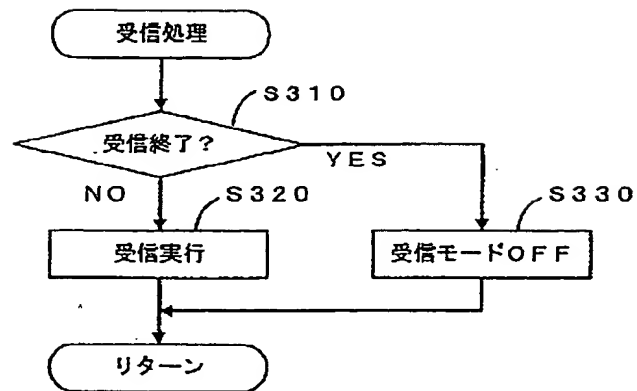 受信処理
S310
受信終了?
YES
NO
S320
S330
受信実行
受信モードOFF
リターン